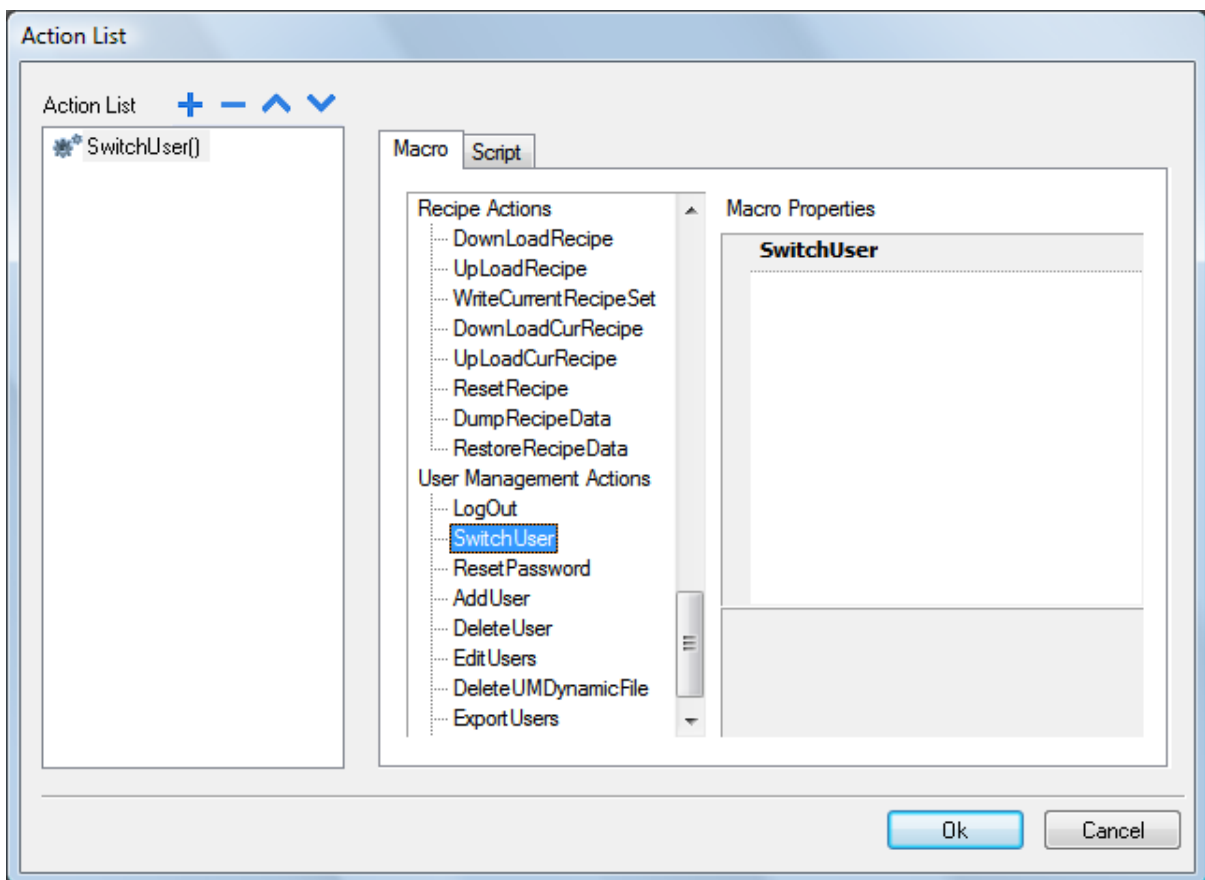 Action List
Action List
SwitchUser()
Macro
Script
Recipe Actions
DownLoadRecipe
UpLoadRecipe
WriteCurrentRecipeSet
DownLoadCurRecipe
UpLoadCurRecipe
ResetRecipe
DumpRecipeData
RestoreRecipeData
User Management Actions
LogOut
SwitchUser
ResetPassword
AddUser
DeleteUser
EditUsers
DeleteUMDynamicFile
ExportUsers
Macro Properties
SwitchUser
Ok
Cancel